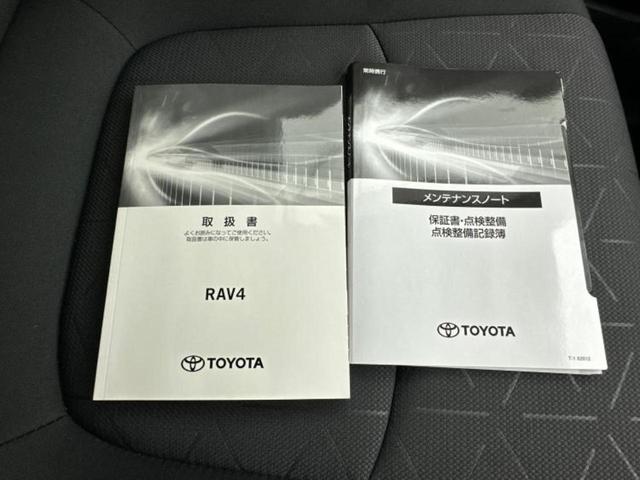 取扱書
よくお読みになってご使用ください。
取扱書は車の中に保管しましょう。
RAV4
TOYOTA
常時携行
TOYOTA
メンテナンスノート
保証書・点検整備
点検整備記録簿
TOYOTA